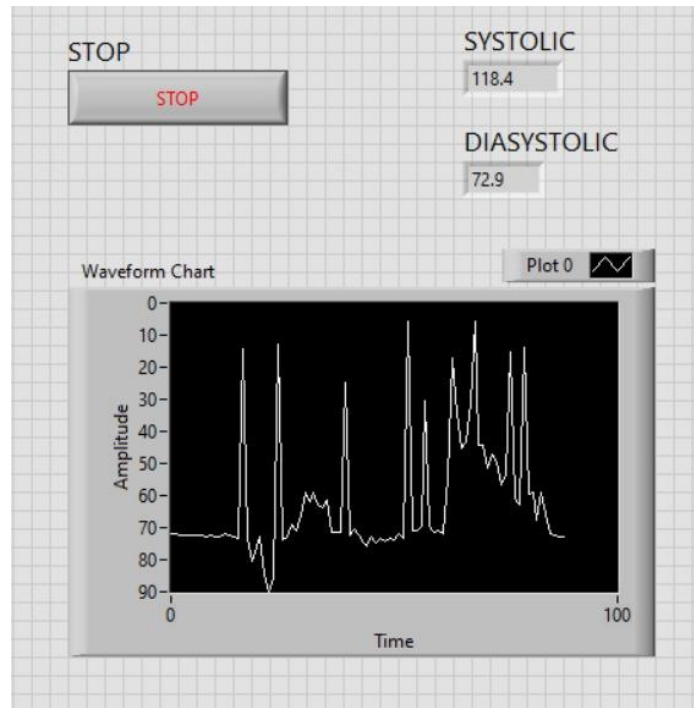 STOP
STOP
SYSTOLIC
118.4
DIASYSTOLIC
72.9
Waveform Chart
Plot 0
0
10
20
30
40
50
60
70
80
90
Amplitude
0
100
Time